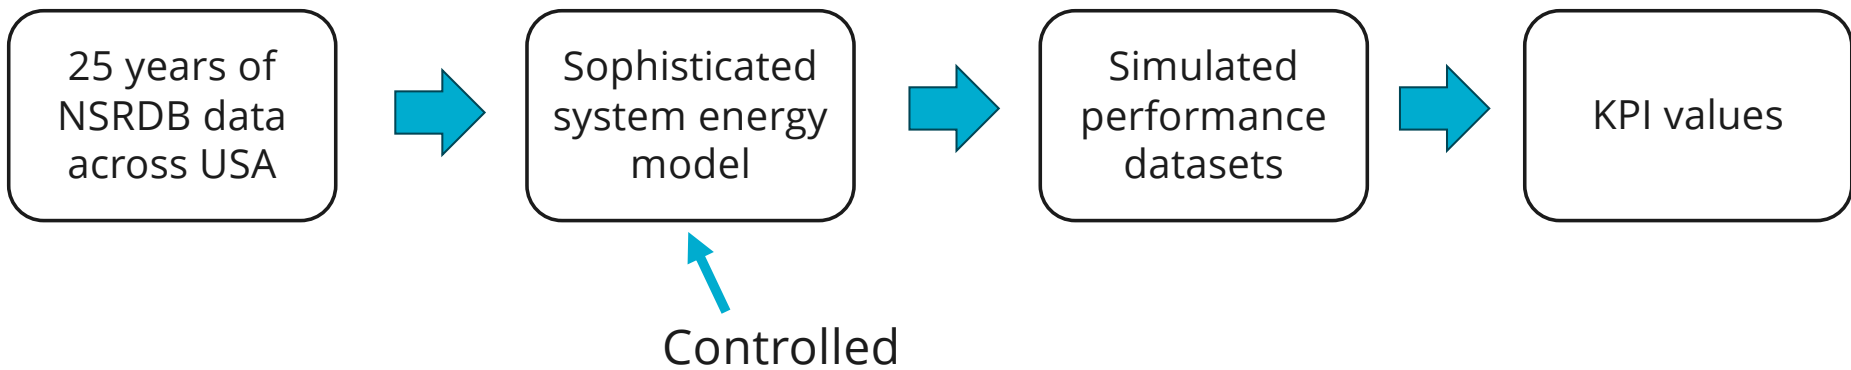 25 years of
NSRDB data
across USA
Sophisticated
system energy
model
Simulated
performance
datasets
KPI values
Controlled